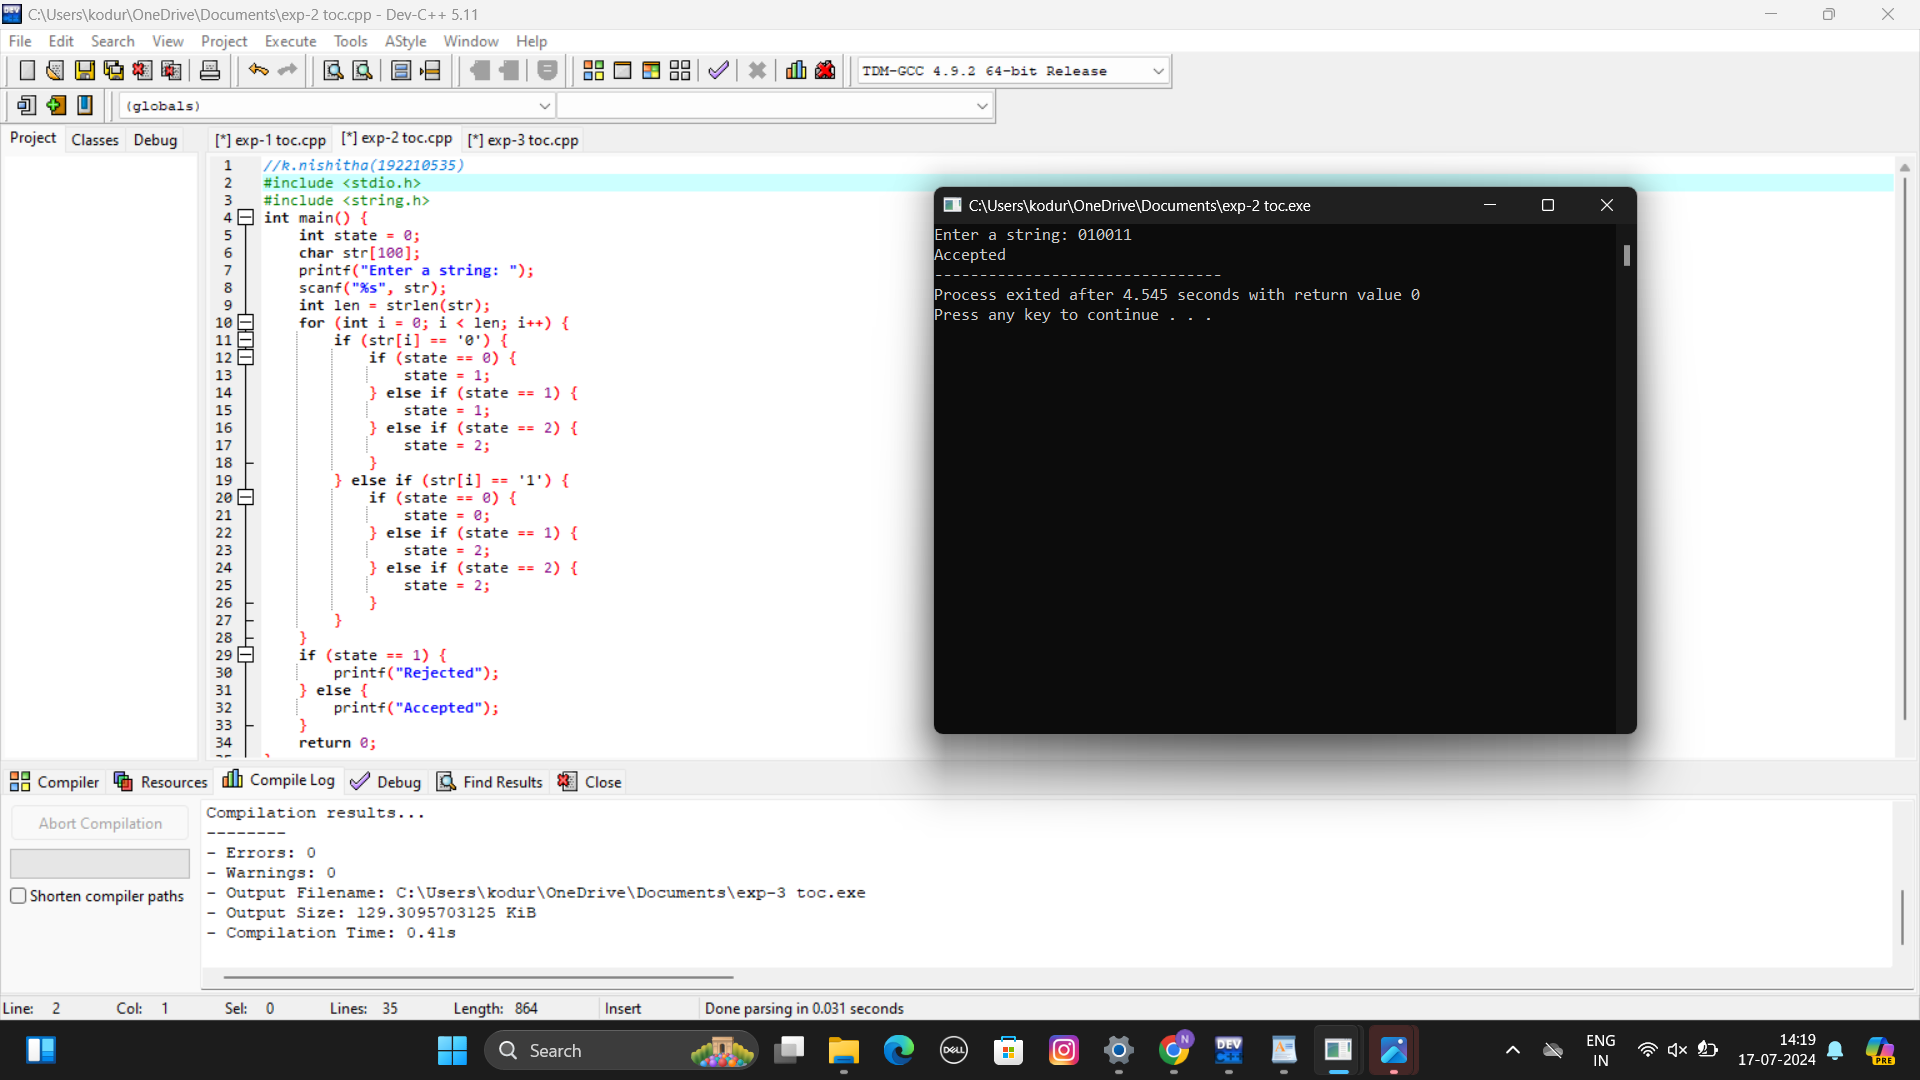 C:\Users\kodur\OneDrive\Documents\exp-2 toc.cpp - Dev-C++ 5.11
File Edit Search View Project Execute Tools AStyle Window Help
TDM-GCC 4.9.2 64-bit Release
(globals)
Project Classes Debug
[*] exp-1 toc.cpp [*] exp-2 toc.cpp [*] exp-3 toc.cpp
1 //k.nishitha(192210535)
2 #include <stdio.h>
3 #include <string.h>
4 int main() {
5 int state = 0;
6 char str[100];
7 printf("Enter a string: ");
8 scanf("%s", str);
9 int len = strlen(str);
10 for (int i = 0; i < len; i++) {
11 if (str[i] == '0') {
12 if (state == 0) {
13 state = 1;
14 } else if (state == 1) {
15 state = 1;
16 } else if (state == 2) {
17 state = 2;
18 }
19 } else if (str[i] == '1') {
20 if (state == 0) {
21 state = 0;
22 } else if (state == 1) {
23 state = 2;
24 } else if (state == 2) {
25 state = 2;
26 }
27 }
28 }
29 if (state == 1) {
30 printf("Rejected");
31 } else {
32 printf("Accepted");
33 }
34 return 0;
C:\Users\kodur\OneDrive\Documents\exp-2 toc.exe
Enter a string: 010011
Accepted
--------------------------------
Process exited after 4.545 seconds with return value 0
Press any key to continue . . .
Compiler Resources Compile Log Debug Find Results Close
Abort Compilation
Shorten compiler paths
Compilation results...
--------
- Errors: 0
- Warnings: 0
- Output Filename: C:\Users\kodur\OneDrive\Documents\exp-3 toc.exe
- Output Size: 129.3095703125 KiB
- Compilation Time: 0.41s
Line: 2 Col: 1 Sel: 0 Lines: 35 Length: 864 Insert Done parsing in 0.031 seconds
Search
DELL
N
DEV C++
ENG
IN
14:19
17-07-2024
PRE